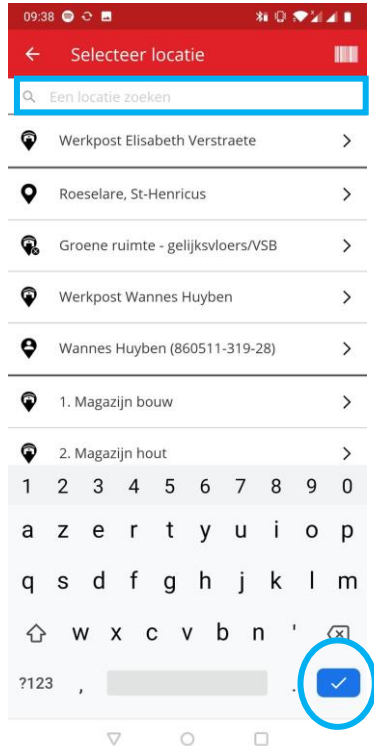 09:38
Selecteer locatie
Een locatie zoeken
Werkpost Elisabeth Verstraete
Roeselare, St-Henricus
Groene ruimte - gelijksvloers/VSB
Werkpost Wannes Huyben
Wannes Huyben (860511-319-28)
1. Magazijn bouw
2. Magazijn hout
1 2 3 4 5 6 7 8 9 0
a z e r t y u i o p
q s d f g h j k l m
w x c v b n '
?123 , .